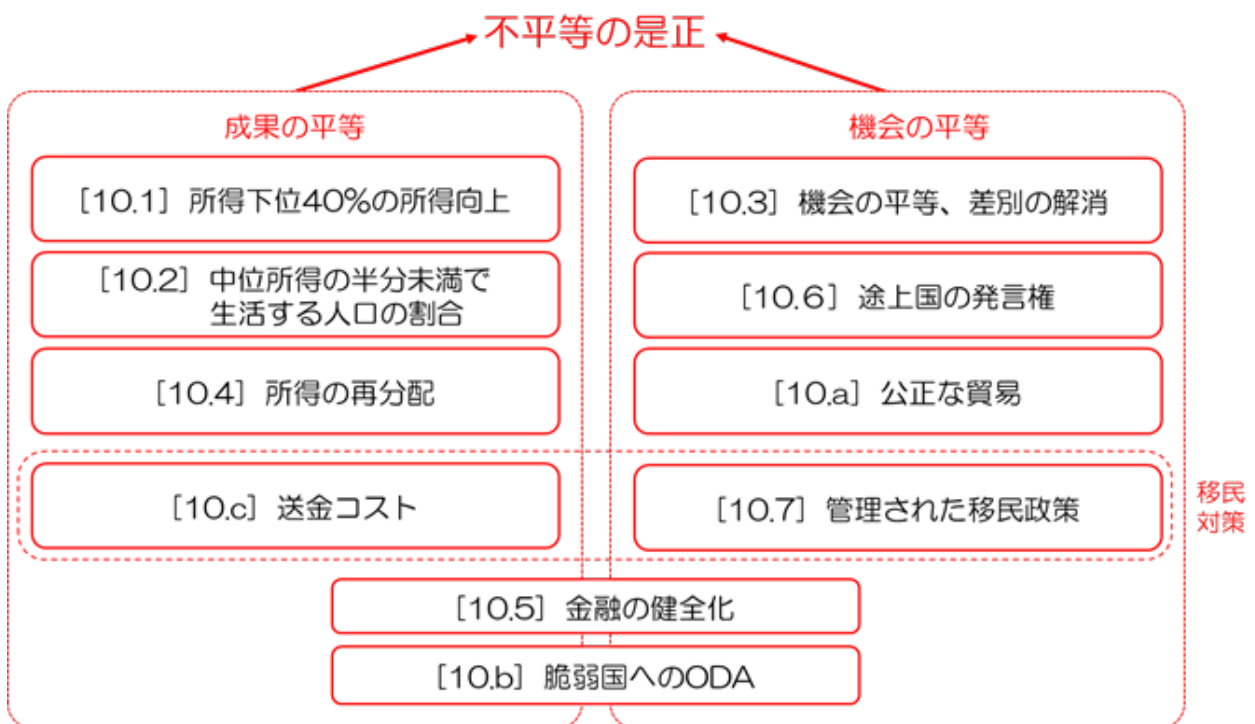 不平等の是正
成果の平等
[10.1] 所得下位40%の所得向上
[10.2] 中位所得の半分未満で
生活する人口の割合
[10.4] 所得の再分配
[10.c] 送金コスト
機会の平等
[10.3] 機会の平等、差別の解消
[10.6] 途上国の発言権
[10.a] 公正な貿易
[10.7] 管理された移民政策
移民
対策
[10.5] 金融の健全化
[10.b] 脆弱国へのODA